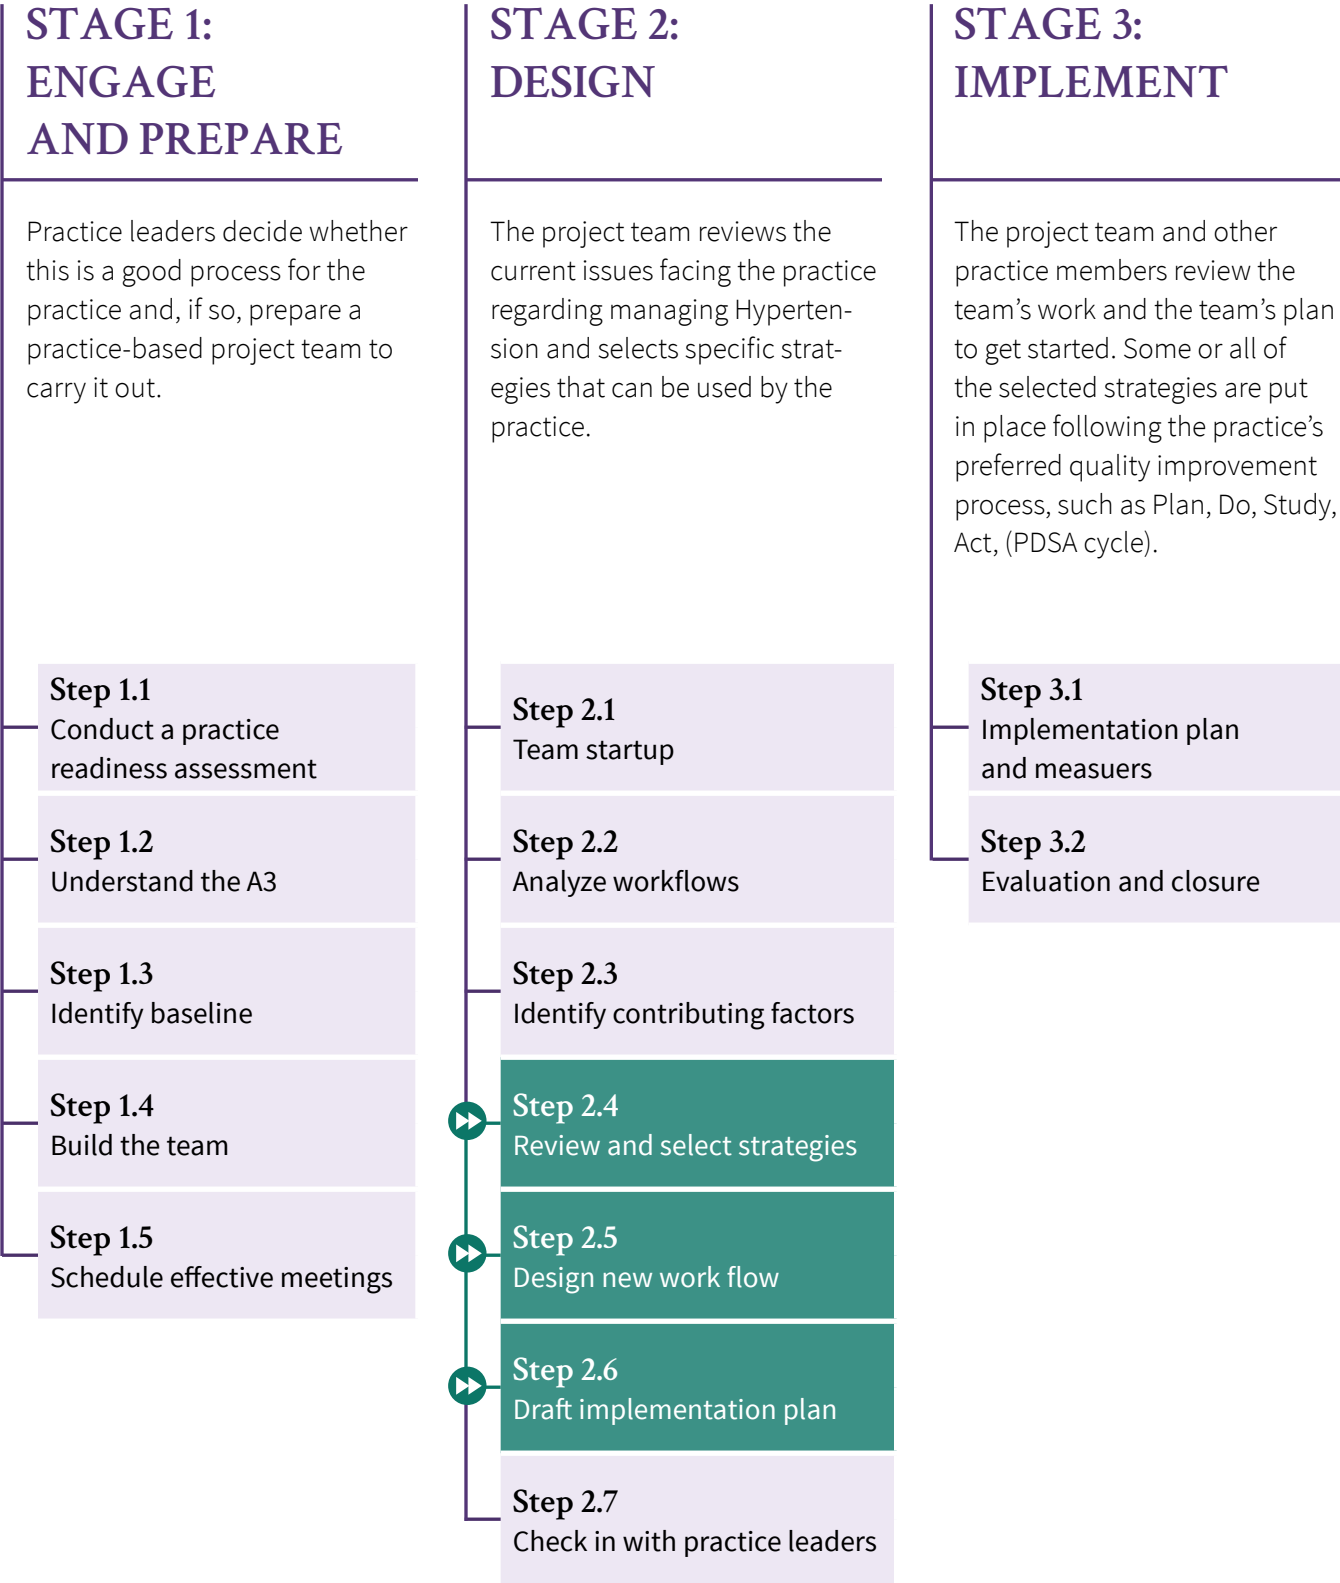 STAGE 1:
ENGAGE
AND PREPARE
Practice leaders decide whether
this is a good process for the
practice and, if so, prepare a
practice-based project team to
carry it out.
Step 1.1
Conduct a practice
readiness assessment
Step 1.2
Understand the A3
Step 1.3
Identify baseline
Step 1.4
Build the team
Step 1.5
Schedule effective meetings
STAGE 2:
DESIGN
The project team reviews the
current issues facing the practice
regarding managing Hyperten-
sion and selects specific strat-
egies that can be used by the
practice.
Step 2.1
Team startup
Step 2.2
Analyze workflows
Step 2.3
Identify contributing factors
Step 2.4
Review and select strategies
Step 2.5
Design new work flow
Step 2.6
Draft implementation plan
Step 2.7
Check in with practice leaders
STAGE 3:
IMPLEMENT
The project team and other
practice members review the
team’s work and the team’s plan
to get started. Some or all of
the selected strategies are put
in place following the practice’s
preferred quality improvement
process, such as Plan, Do, Study,
Act, (PDSA cycle).
Step 3.1
Implementation plan
and measuers
Step 3.2
Evaluation and closure